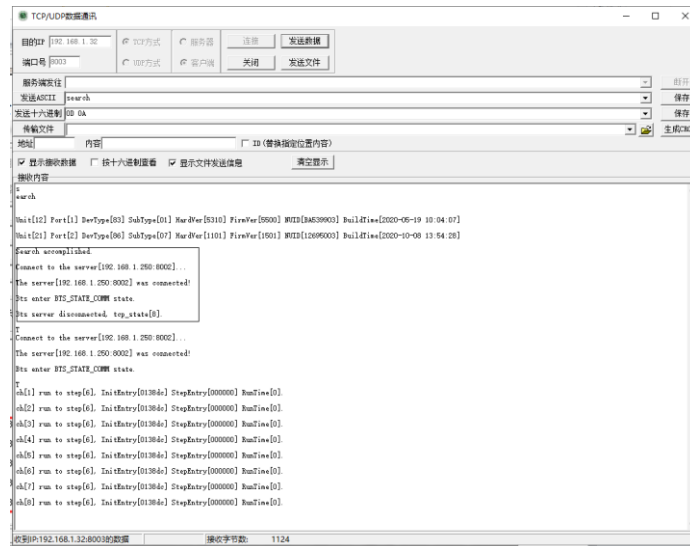 TCP/UDP数据通讯
目的IP 192.168.1.32 TCP方式 服务器 连接 发送数据
端口号 8003 UDP方式 客户端 关闭 发送文件
服务端发往 断开
发送ASCII search 保存
发送十六进制 0D 0A 保存
传输文件
地址 内容 ID(替换指定位置内容)
显示接收数据 按十六进制查看 显示文件发送信息 清空显示
接收内容
s
earch
Unit[12] Port[1] DevType[83] SubType[01] HardVer[5310] FirmVer[5500] NUID[BA539903] BuildTime[2020-05-19 10:04:07]
Unit[21] Port[2] DevType[86] SubType[07] HardVer[1101] FirmVer[1501] NUID[12695003] BuildTime[2020-10-08 13:54:28]
Search accomplished.
Connect to the server[192.168.1.250:8002]...
The server[192.168.1.250:8002] was connected!
Bts enter BTS_STATE_COMM state.
Bts server disconnected, tcp_state[8].
T
Connect to the server[192.168.1.250:8002]...
The server[192.168.1.250:8002] was connected!
Bts enter BTS_STATE_COMM state.
T
ch[1] run to step[6], InitEntry[0138dc] StepEntry[000000] RunTime[0].
ch[2] run to step[6], InitEntry[0138dc] StepEntry[000000] RunTime[0].
ch[3] run to step[6], InitEntry[0138dc] StepEntry[000000] RunTime[0].
ch[4] run to step[6], InitEntry[0138dc] StepEntry[000000] RunTime[0].
ch[5] run to step[6], InitEntry[0138dc] StepEntry[000000] RunTime[0].
ch[6] run to step[6], InitEntry[0138dc] StepEntry[000000] RunTime[0].
ch[7] run to step[6], InitEntry[0138dc] StepEntry[000000] RunTime[0].
ch[8] run to step[6], InitEntry[0138dc] StepEntry[000000] RunTime[0].
收到IP:192.168.1.32:8003的数据 接收字节数: 1124